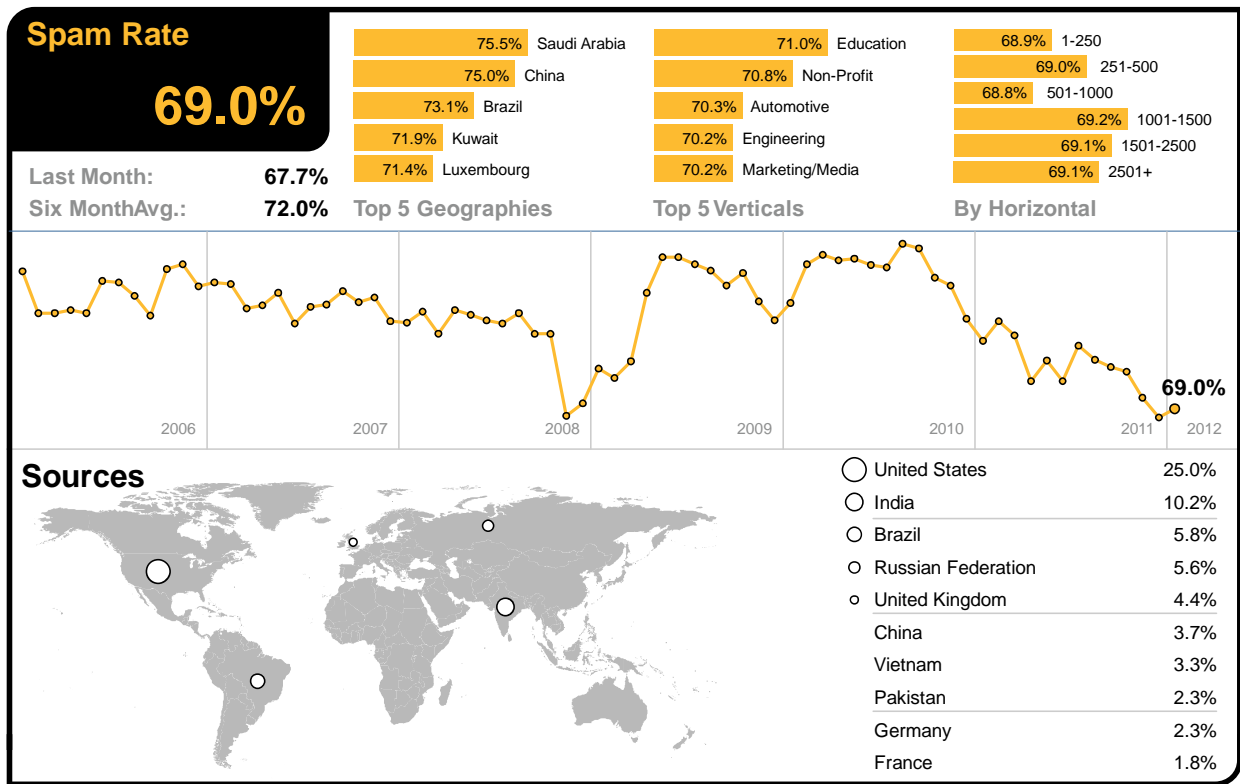 Spam Rate
69.0%
Last Month: 67.7%
Six MonthAvg.: 72.0%
75.5% Saudi Arabia
75.0% China
73.1% Brazil
71.9% Kuwait
71.4% Luxembourg
Top 5 Geographies
71.0% Education
70.8% Non-Profit
70.3% Automotive
70.2% Engineering
70.2% Marketing/Media
Top 5 Verticals
68.9% 1-250
69.0% 251-500
68.8% 501-1000
69.2% 1001-1500
69.1% 1501-2500
69.1% 2501+
By Horizontal
69.0%
2006 2007 2008 2009 2010 2011 2012
Sources
United States 25.0%
India 10.2%
Brazil 5.8%
Russian Federation 5.6%
United Kingdom 4.4%
China 3.7%
Vietnam 3.3%
Pakistan 2.3%
Germany 2.3%
France 1.8%